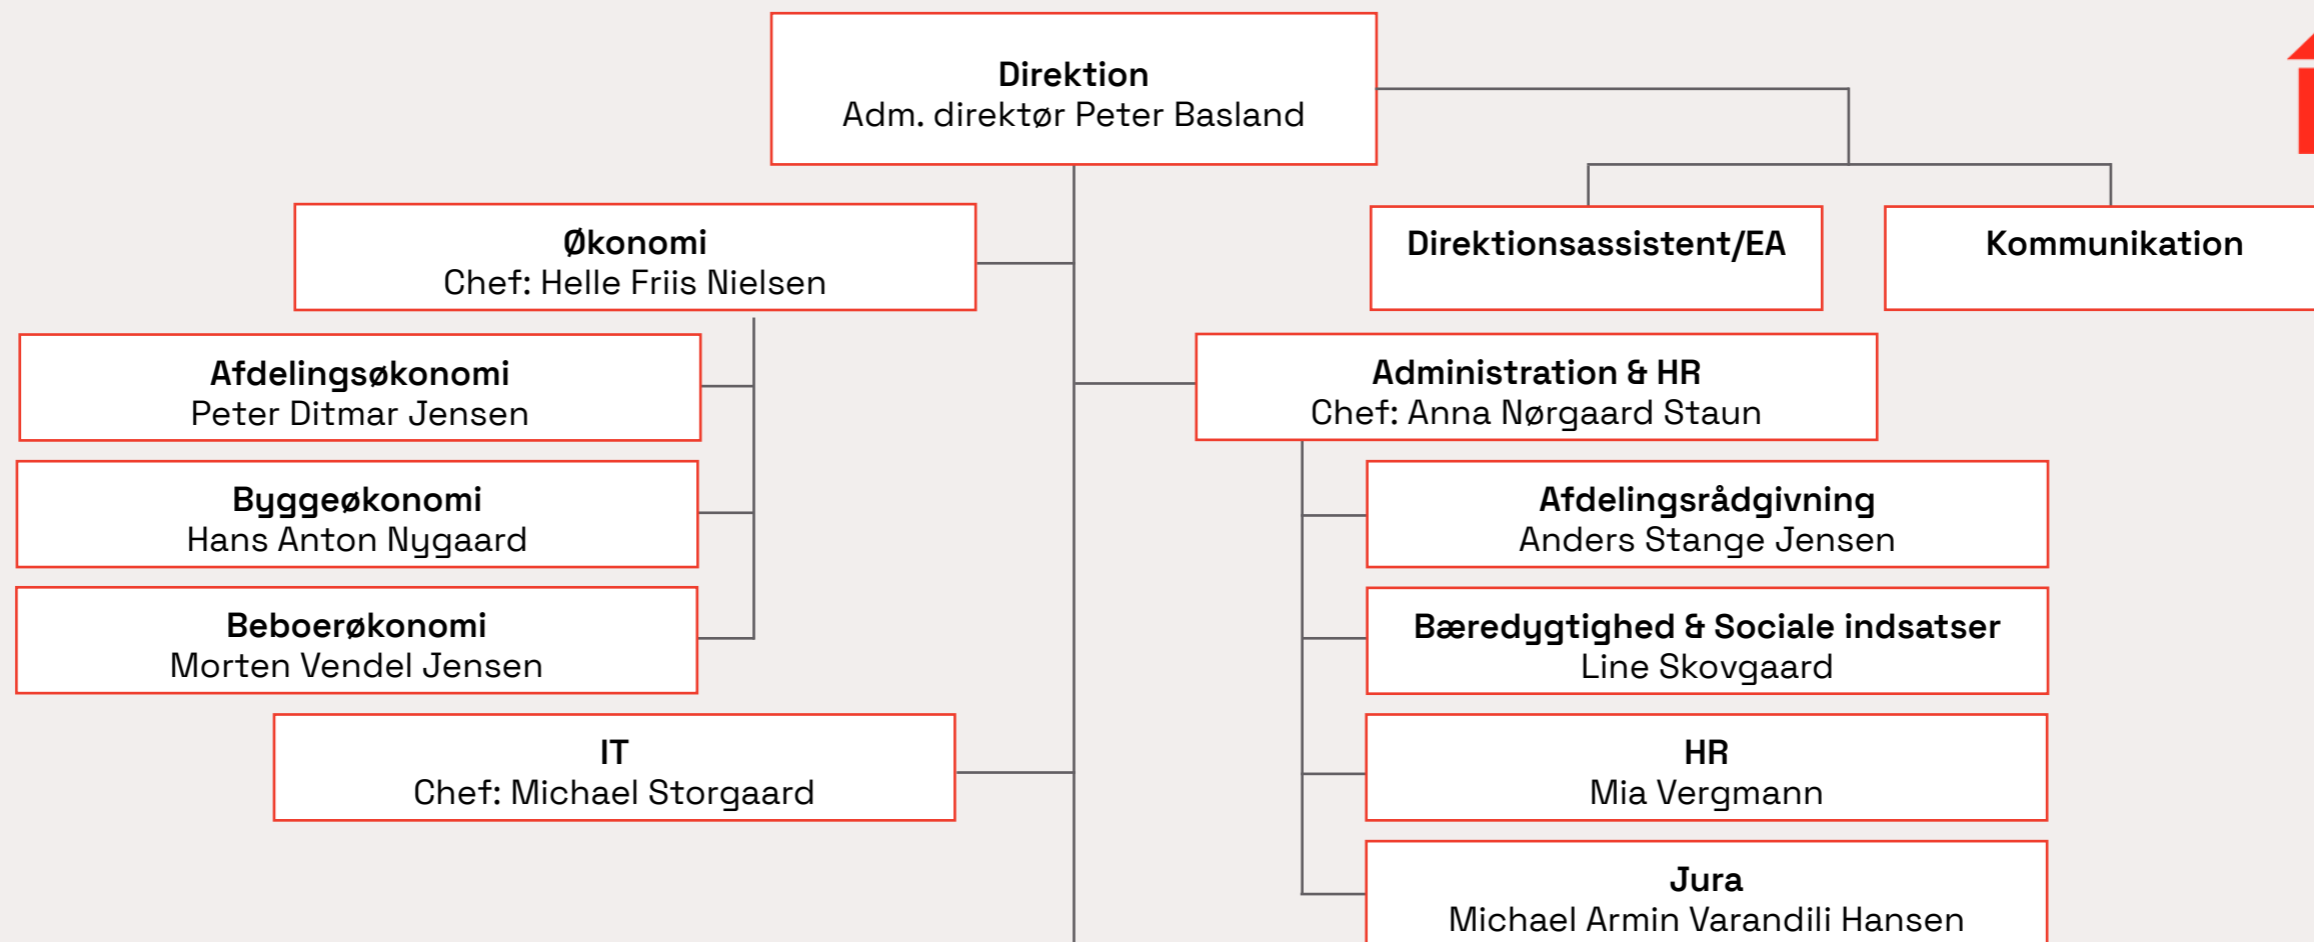 Direktion
Adm. direktør Peter Basland
Økonomi
Chef: Helle Friis Nielsen
Direktionsassistent/EA
Kommunikation
Afdelingsøkonomi
Peter Ditmar Jensen
Administration & HR
Chef: Anna Nørgaard Staun
Byggeøkonomi
Hans Anton Nygaard
Afdelingsrådgivning
Anders Stange Jensen
Beboerøkonomi
Morten Vendel Jensen
Bæredygtighed & Sociale indsatser
Line Skovgaard
IT
Chef: Michael Storgaard
HR
Mia Vergmann
Jura
Michael Armin Varandili Hansen